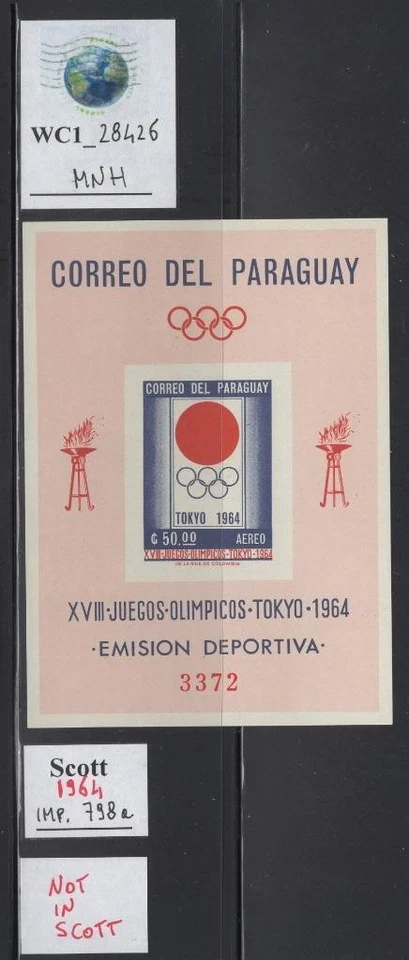 WC1_28426
MNH
CORREO DEL PARAGUAY
CORREO DEL PARAGUAY
TOKYO 1964
₲ 50.00 AEREO
XVIII·JUEGOS·OLIMPICOS·TOKYO·1964
XVIII·JUEGOS·OLIMPICOS·TOKYO·1964
·EMISION DEPORTIVA·
3372
Scott
1964
IMP. 798a
NOT
IN
SCOTT